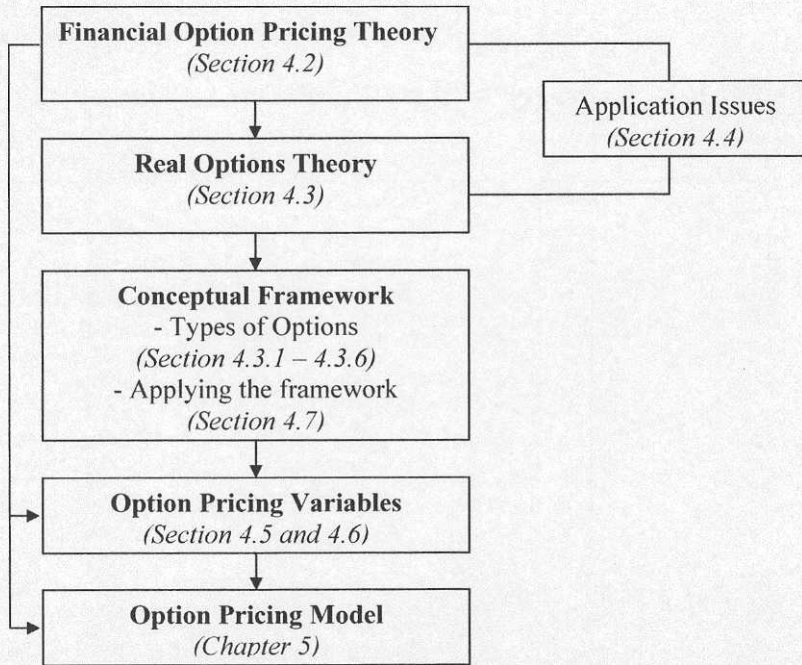 Financial Option Pricing Theory
(Section 4.2)
Application Issues
(Section 4.4)
Real Options Theory
(Section 4.3)
Conceptual Framework
- Types of Options
(Section 4.3.1 – 4.3.6)
- Applying the framework
(Section 4.7)
Option Pricing Variables
(Section 4.5 and 4.6)
Option Pricing Model
(Chapter 5)